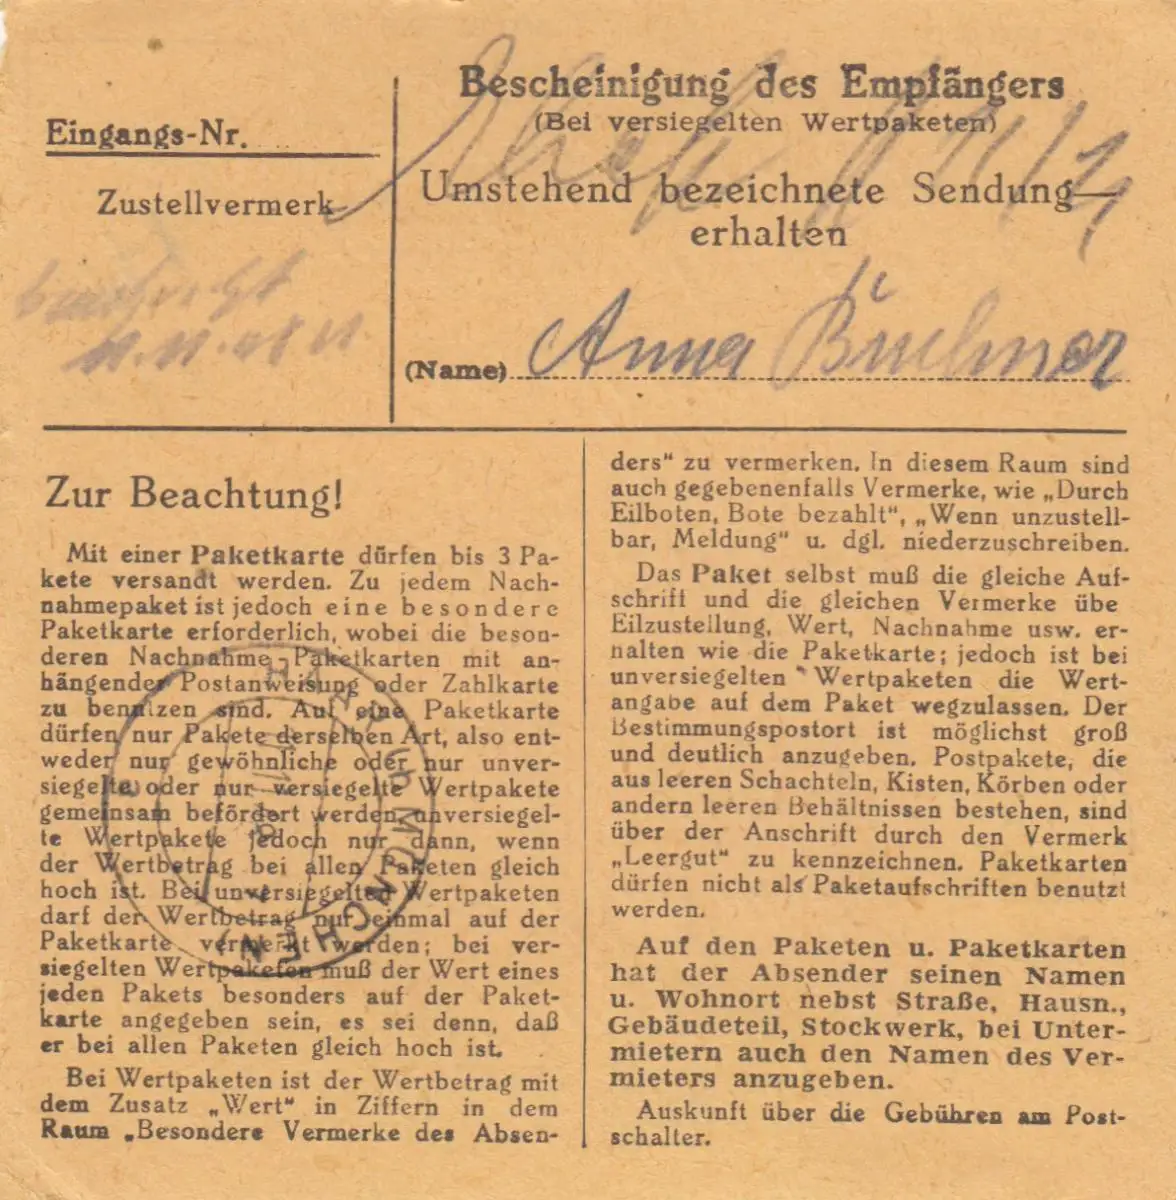 Eingangs-Nr.
Zustellvermerk
Bescheinigung des Empfängers
(Bei versiegelten Wertpaketen)
Umstehend bezeichnete Sendung
erhalten
(Name) Anna Büchner
Zur Beachtung!
Mit einer Paketkarte dürfen bis 3 Pa-
kete versandt werden. Zu jedem Nach-
nahmepaket ist jedoch eine besondere
Paketkarte erforderlich, wobei die beson-
deren Nachnahme-Paketkarten mit an-
hängender Postanweisung oder Zahlkarte
zu benutzen sind. Auf eine Paketkarte
dürfen nur Pakete derselben Art, also ent-
weder nur gewöhnliche oder nur unver-
siegelte oder nur versiegelte Wertpakete
gemeinsam befördert werden, unversiegel-
te Wertpakete jedoch nur dann, wenn
der Wertbetrag bei allen Paketen gleich
hoch ist. Bei unversiegelten Wertpaketen
darf der Wertbetrag nur einmal auf der
Paketkarte vermerkt werden; bei ver-
siegelten Wertpaketen muß der Wert eines
jeden Pakets besonders auf der Paket-
karte angegeben sein, es sei denn, daß
er bei allen Paketen gleich hoch ist.
Bei Wertpaketen ist der Wertbetrag mit
dem Zusatz „Wert“ in Ziffern in dem
Raum „Besondere Vermerke des Absen-
ders“ zu vermerken. In diesem Raum sind
auch gegebenenfalls Vermerke, wie „Durch
Eilboten, Bote bezahlt“, „Wenn unzustell-
bar, Meldung“ u. dgl. niederzuschreiben.
Das Paket selbst muß die gleiche Auf-
schrift und die gleichen Vermerke übe
Eilzustellung, Wert, Nachnahme usw. er-
halten wie die Paketkarte; jedoch ist bei
unversiegelten Wertpaketen die Wert-
angabe auf dem Paket wegzulassen. Der
Bestimmungspostort ist möglichst groß
und deutlich anzugeben. Postpakete, die
aus leeren Schachteln, Kisten, Körben oder
andern leeren Behältnissen bestehen, sind
über der Anschrift durch den Vermerk
„Leergut“ zu kennzeichnen. Paketkarten
dürfen nicht als Paketaufschriften benutzt
werden.
Auf den Paketen u. Paketkarten
hat der Absender seinen Namen
u. Wohnort nebst Straße, Hausn.,
Gebäudeteil, Stockwerk, bei Unter-
mietern auch den Namen des Ver-
mieters anzugeben.
Auskunft über die Gebühren am Post-
schalter.
HAAR
üb. MÜNCHEN